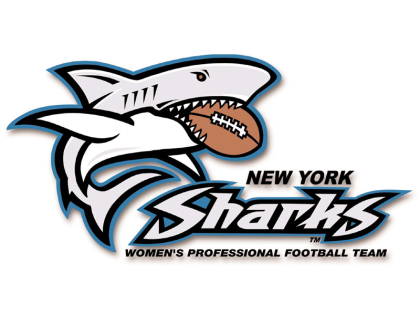 NEW YORK
Sharks
TM
WOMEN'S PROFESSIONAL FOOTBALL TEAM